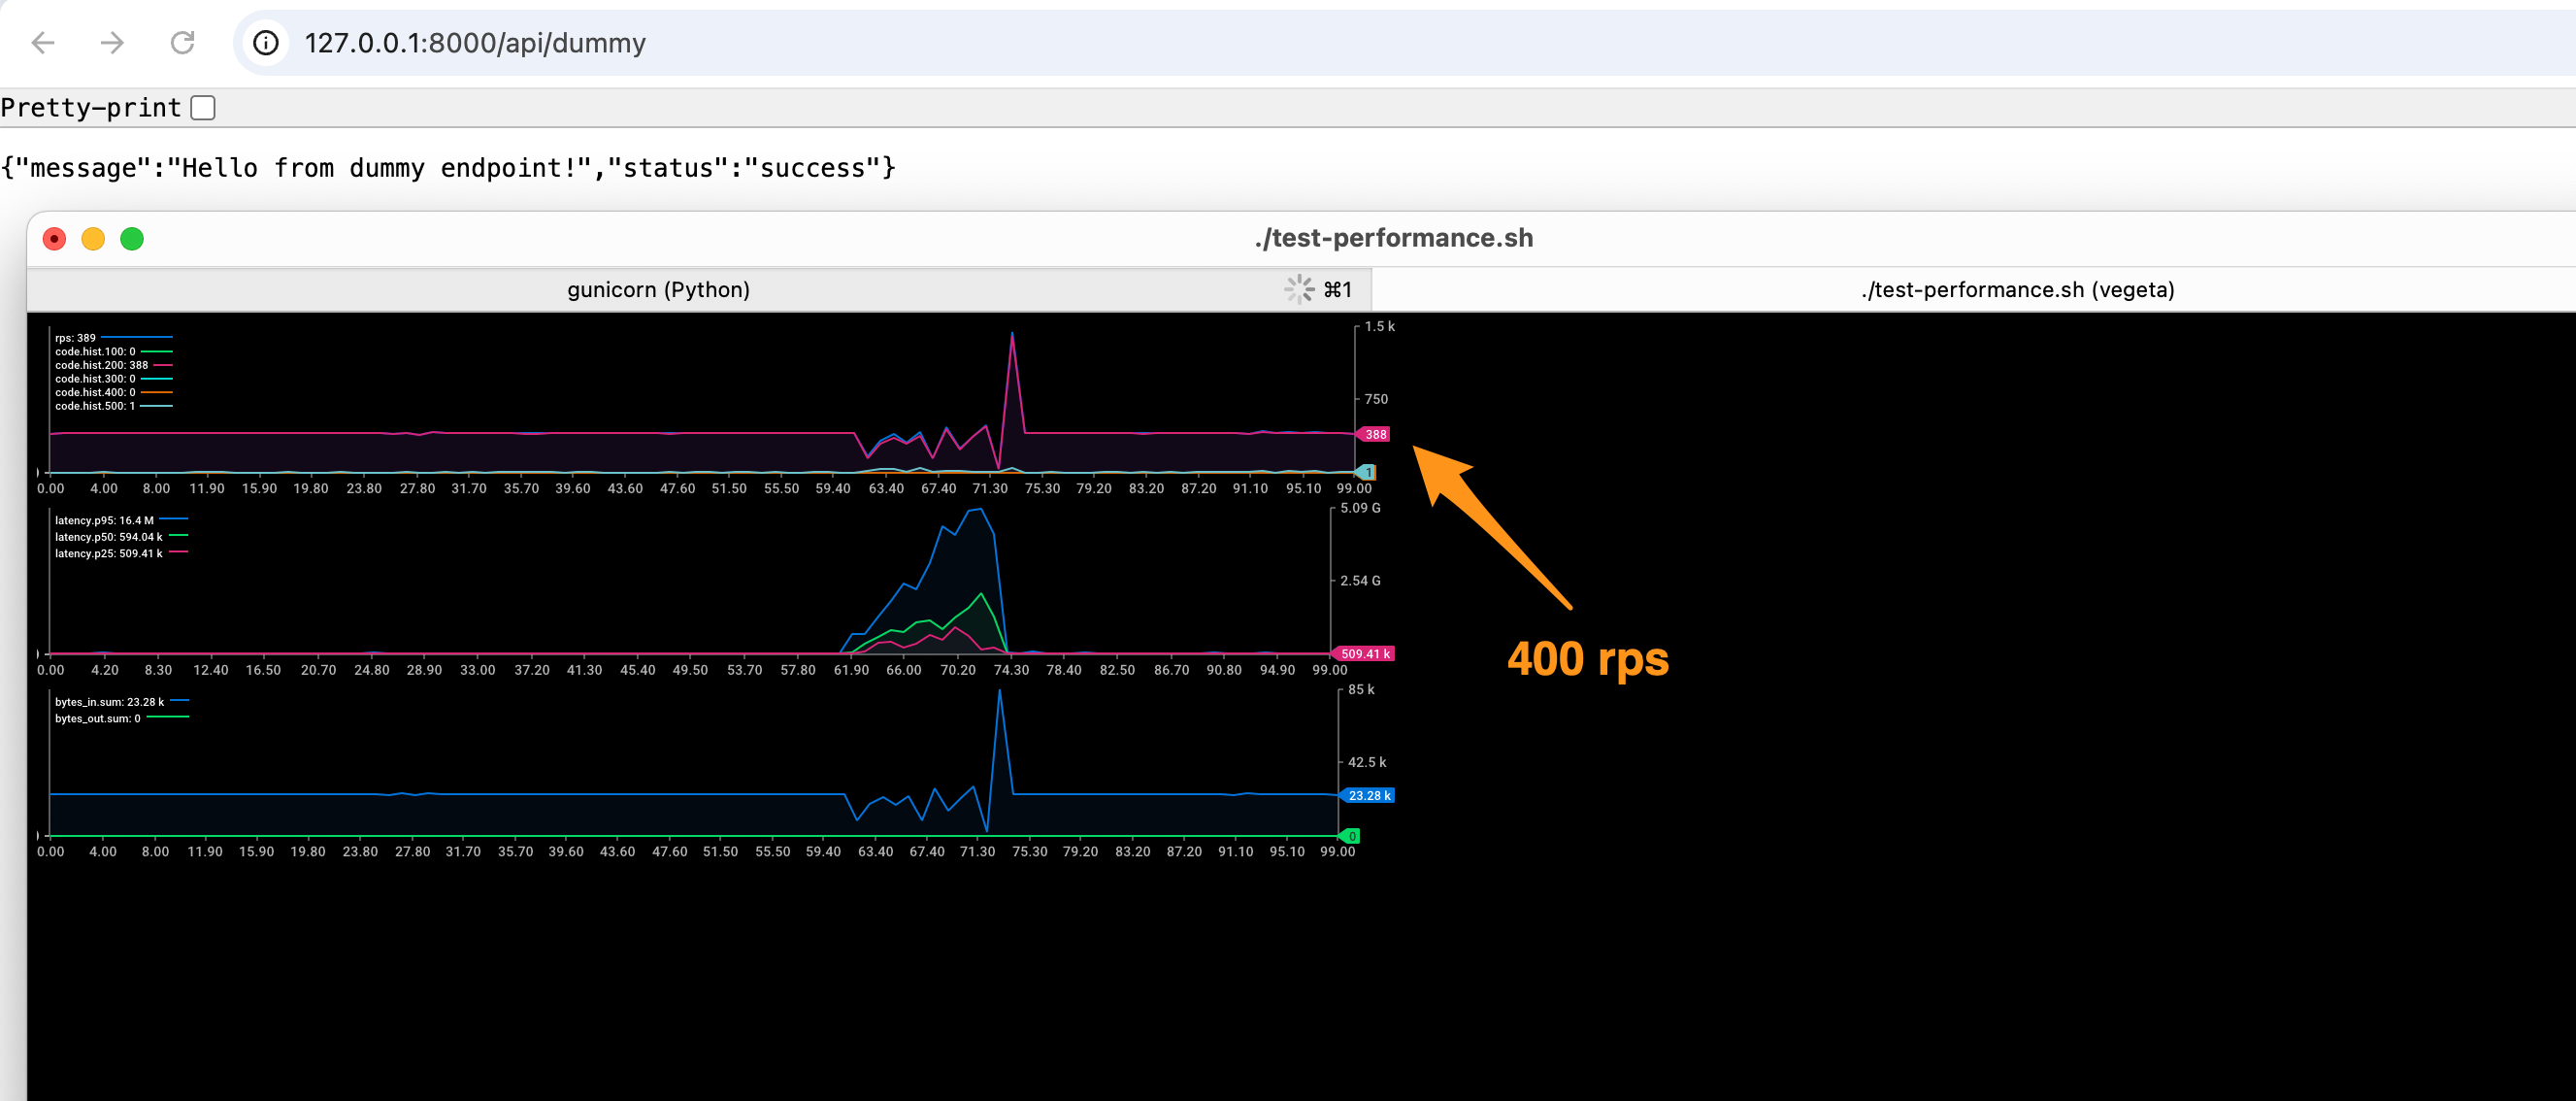 127.0.0.1:8000/api/dummy
Pretty-print
{"message":"Hello from dummy endpoint!","status":"success"}
./test-performance.sh
gunicorn (Python) ⌘1 ./test-performance.sh (vegeta)
rps: 389
code.hist.100: 0
code.hist.200: 388
code.hist.300: 0
code.hist.400: 0
code.hist.500: 1
1.5 k
750
388
1
0.00 4.00 8.00 11.90 15.90 19.80 23.80 27.80 31.70 35.70 39.60 43.60 47.60 51.50 55.50 59.40 63.40 67.40 71.30 75.30 79.20 83.20 87.20 91.10 95.10 99.00
latency.p95: 16.4 M
latency.p50: 594.04 k
latency.p25: 509.41 k
5.09 G
2.54 G
509.41 k
0.00 4.20 8.30 12.40 16.50 20.70 24.80 28.90 33.00 37.20 41.30 45.40 49.50 53.70 57.80 61.90 66.00 70.20 74.30 78.40 82.50 86.70 90.80 94.90 99.00
400 rps
bytes_in.sum: 23.28 k
bytes_out.sum: 0
85 k
42.5 k
23.28 k
0
0.00 4.00 8.00 11.90 15.90 19.80 23.80 27.80 31.70 35.70 39.60 43.60 47.60 51.50 55.50 59.40 63.40 67.40 71.30 75.30 79.20 83.20 87.20 91.10 95.10 99.00